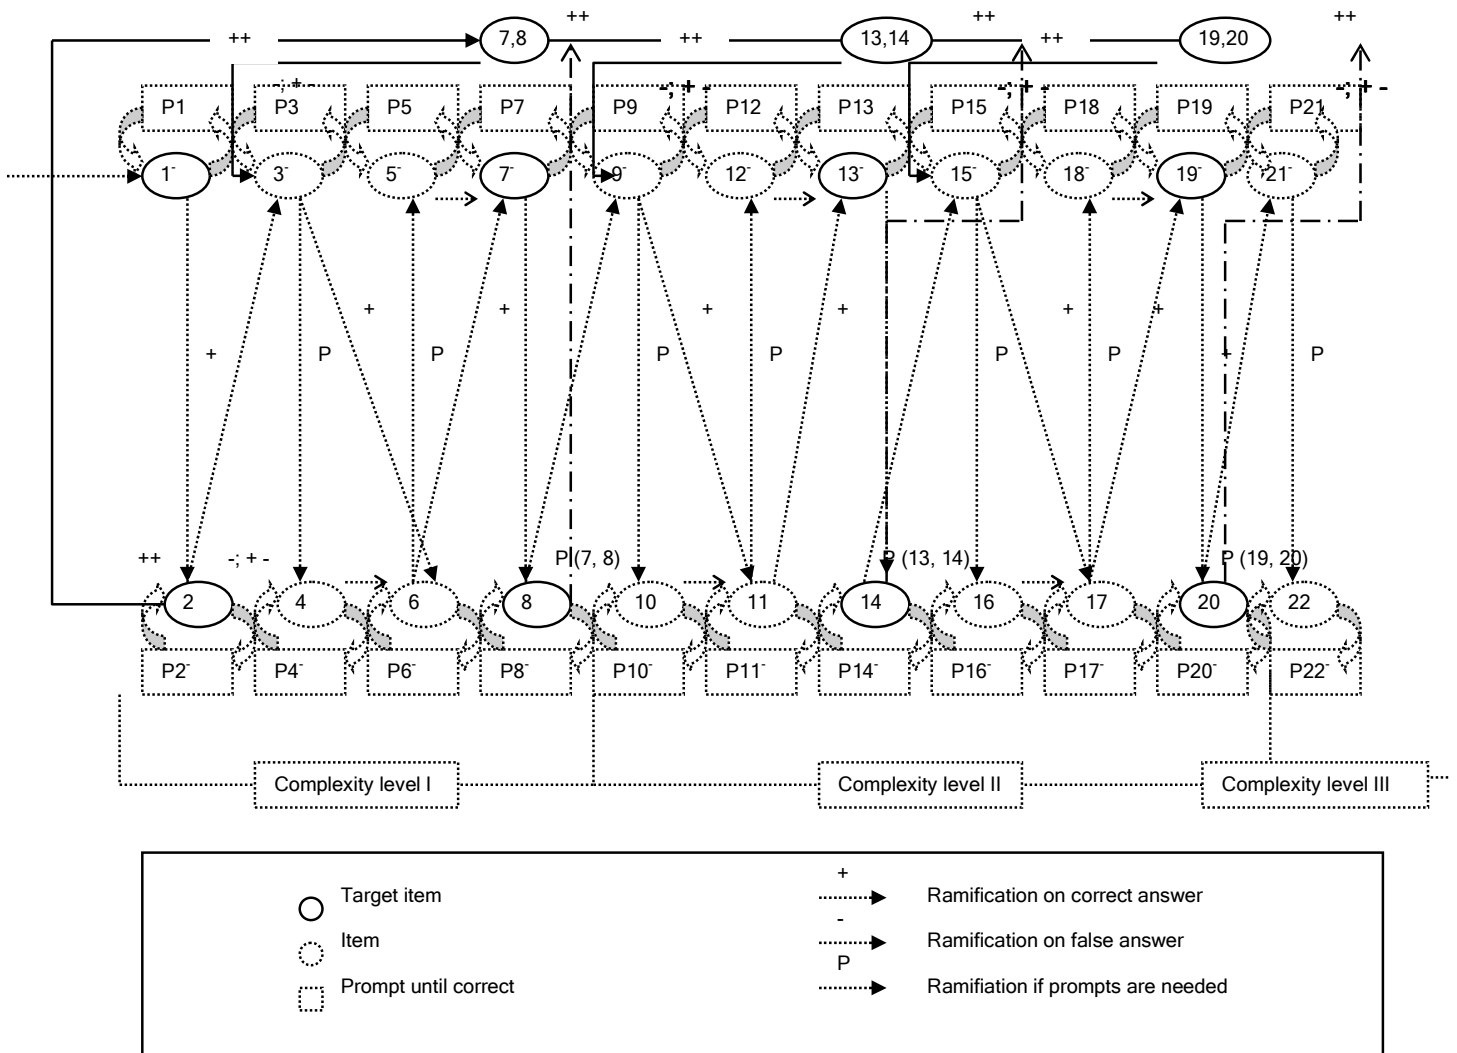 ++ ++ ++
++ 7,8 ++ 13,14 ++ 19,20
-; + - -; + - -; + - -; + -
P1 P3 P5 P7 P9 P12 P13 P15 P18 P19 P21
1- 3- 5- 7- 9- 12- 13- 15- 18- 19- 21-
+ + + + + +
+ P P P P P P + P
++ -; + - P (7, 8) P (13, 14) P (19, 20)
2 4 6 8 10 11 14 16 17 20 22
P2- P4- P6- P8- P10- P11- P14- P16- P17- P20- P22-
Complexity level I Complexity level II Complexity level III
+
Target item Ramification on correct answer
-
Item Ramification on false answer
P
Prompt until correct Ramifiation if prompts are needed